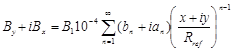 B_y + iB_x = B_1 10^{-4} \sum_{n=1}^{\infty} (b_n + ia_n) \left( \frac{x + iy}{R_{ref}} \right)^{n-1}